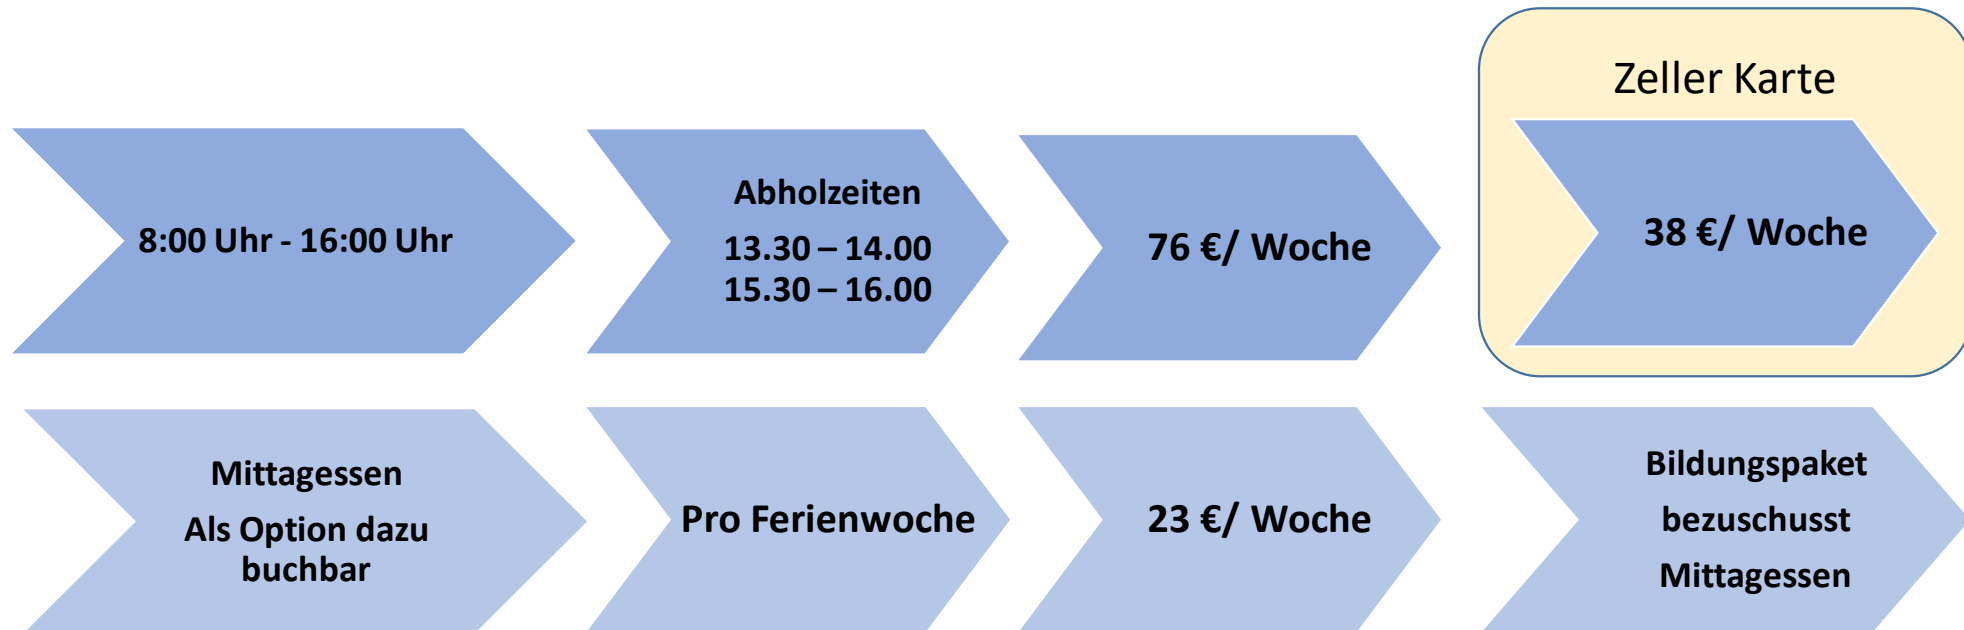 Zeller Karte
8:00 Uhr - 16:00 Uhr
Abholzeiten
13.30 – 14.00
15.30 – 16.00
76 €/ Woche
38 €/ Woche
Mittagessen
Als Option dazu
buchbar
Pro Ferienwoche
23 €/ Woche
Bildungspaket
bezuschusst
Mittagessen